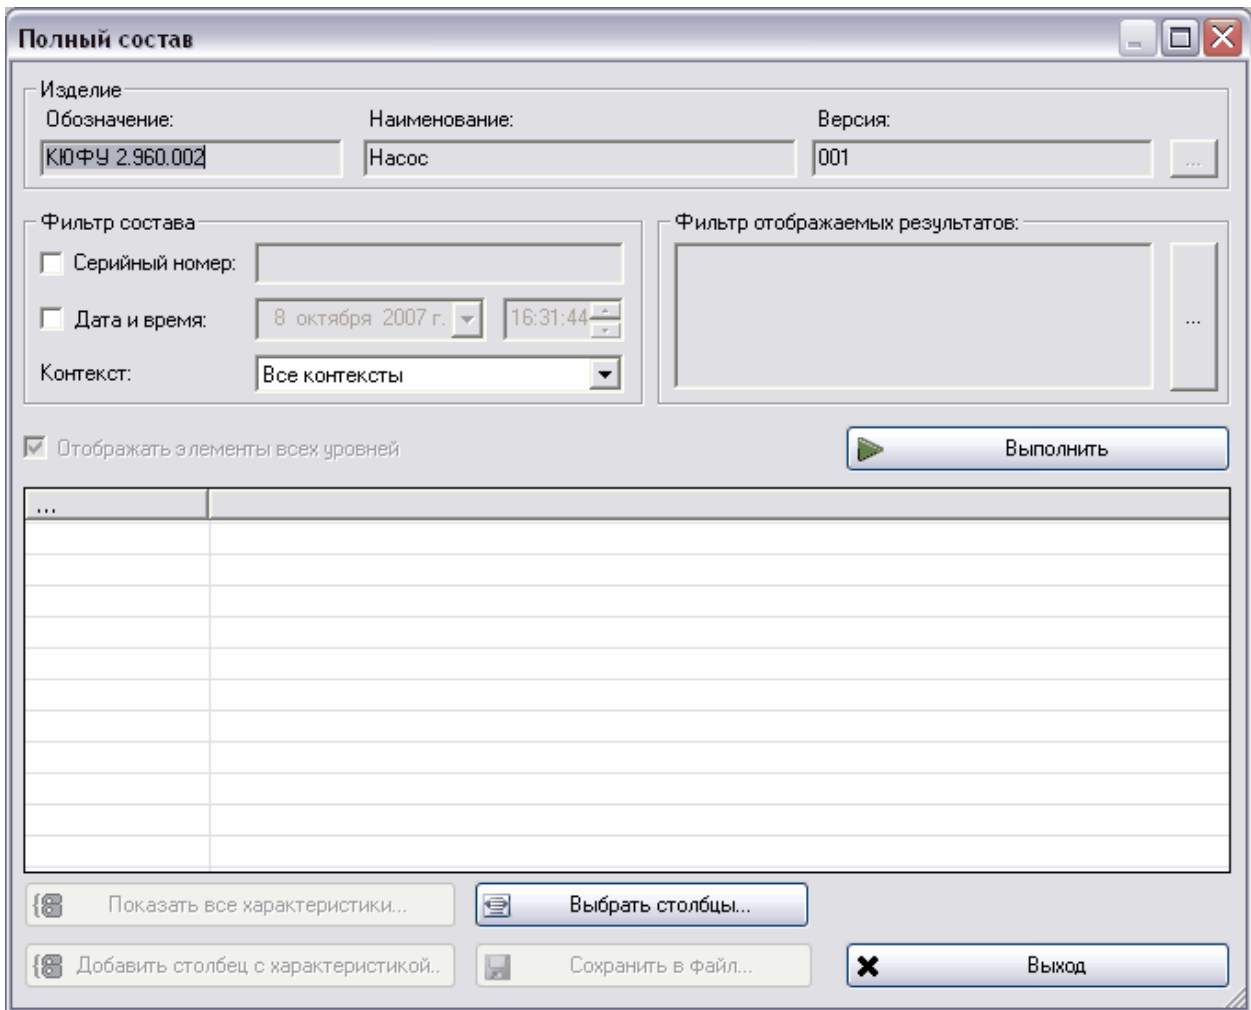 Полный состав
Изделие
Обозначение: Наименование: Версия:
КЮФУ 2.960.002 Насос 001 ...
Фильтр состава Фильтр отображаемых результатов:
Серийный номер:
Дата и время: 8 октября 2007 г. 16:31:44 ...
Контекст: Все контексты
Отображать элементы всех уровней Выполнить
...
Показать все характеристики... Выбрать столбцы...
Добавить столбец с характеристикой.. Сохранить в файл... Выход